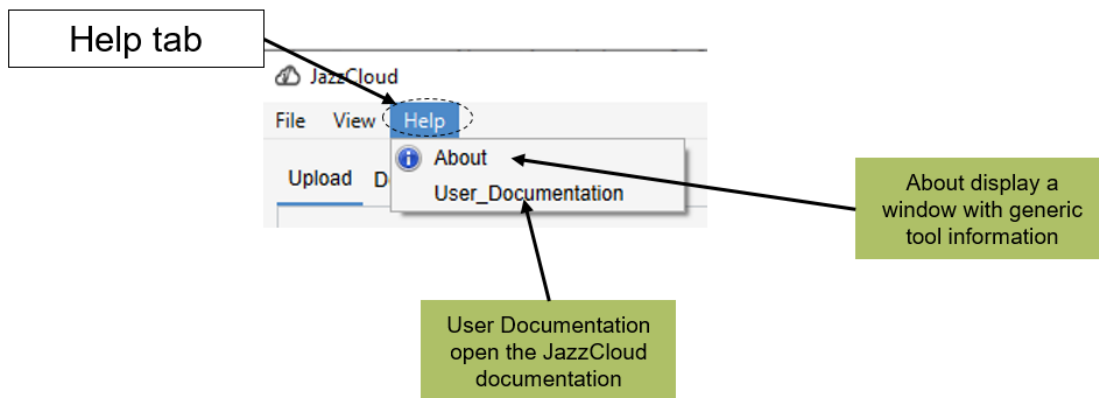 Help tab
JazzCloud
File View Help
About
Upload D
User_Documentation
About display a
window with generic
tool information
User Documentation
open the JazzCloud
documentation